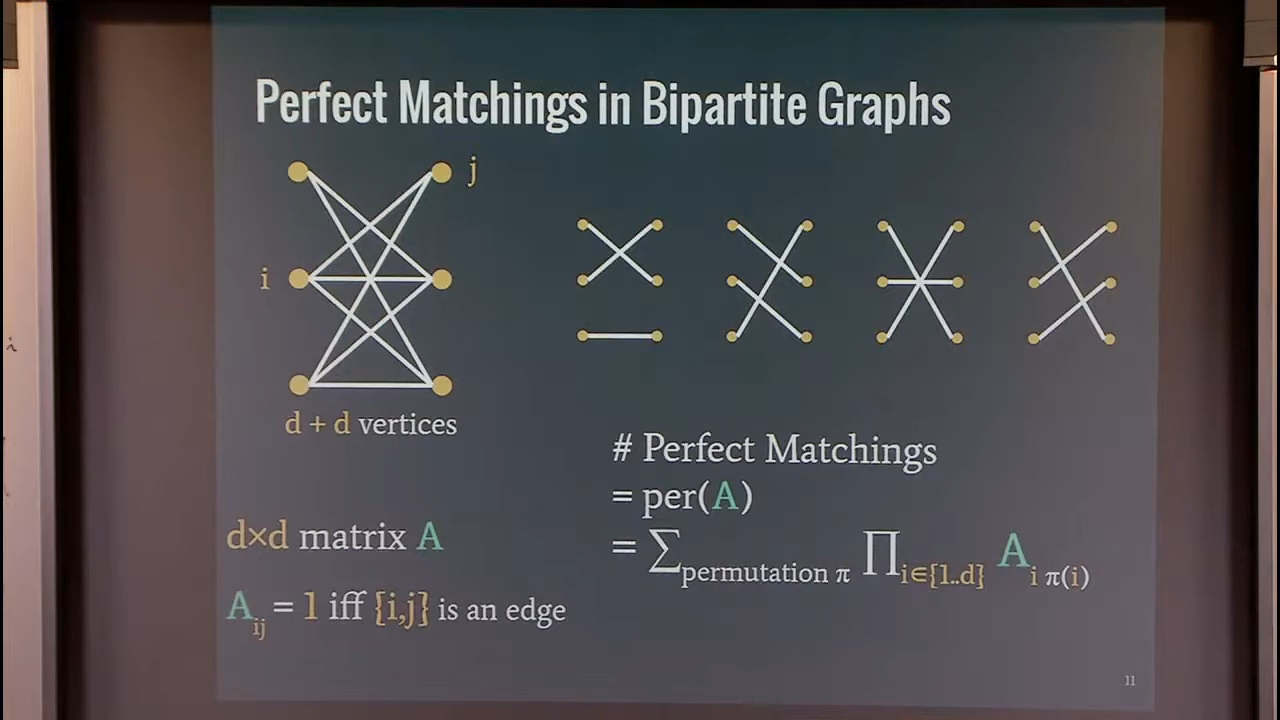 Perfect Matchings in Bipartite Graphs
j
i
d + d vertices
# Perfect Matchings
= per(A)
= ∑permutation π ∏i∈{1..d} Ai π(i)
d×d matrix A
Aij = 1 iff {i,j} is an edge
11